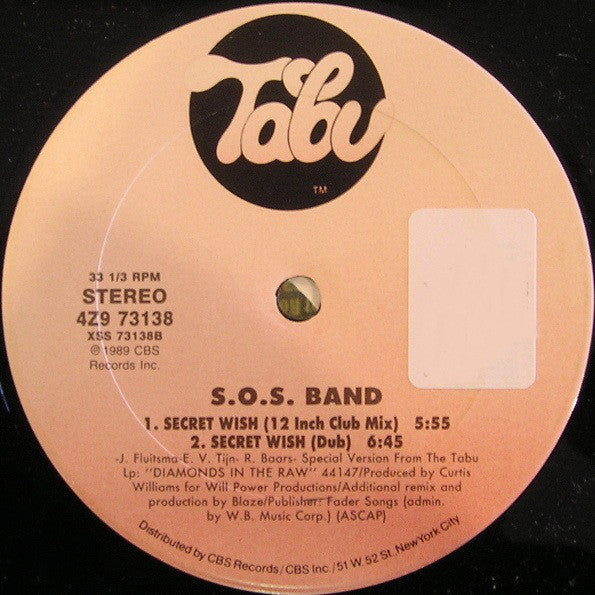 Tabu
TM
33 1/3 RPM
STEREO
4Z9 73138
XSS 73138B
℗ 1989 CBS
Records Inc.
S.O.S. BAND
1. SECRET WISH (12 Inch Club Mix) 5:55
2. SECRET WISH (Dub) 6:45
-J. Fluitsma-E. V. Tijn- R. Baars- Special Version From The Tabu
Lp: "DIAMONDS IN THE RAW" 44147/Produced by Curtis
Williams for Will Power Productions/Additional remix and
production by Blaze/Publisher: Fader Songs (admin.
by W.B. Music Corp.) (ASCAP)
Distributed by CBS Records/CBS Inc./51 W. 52 St. New York City